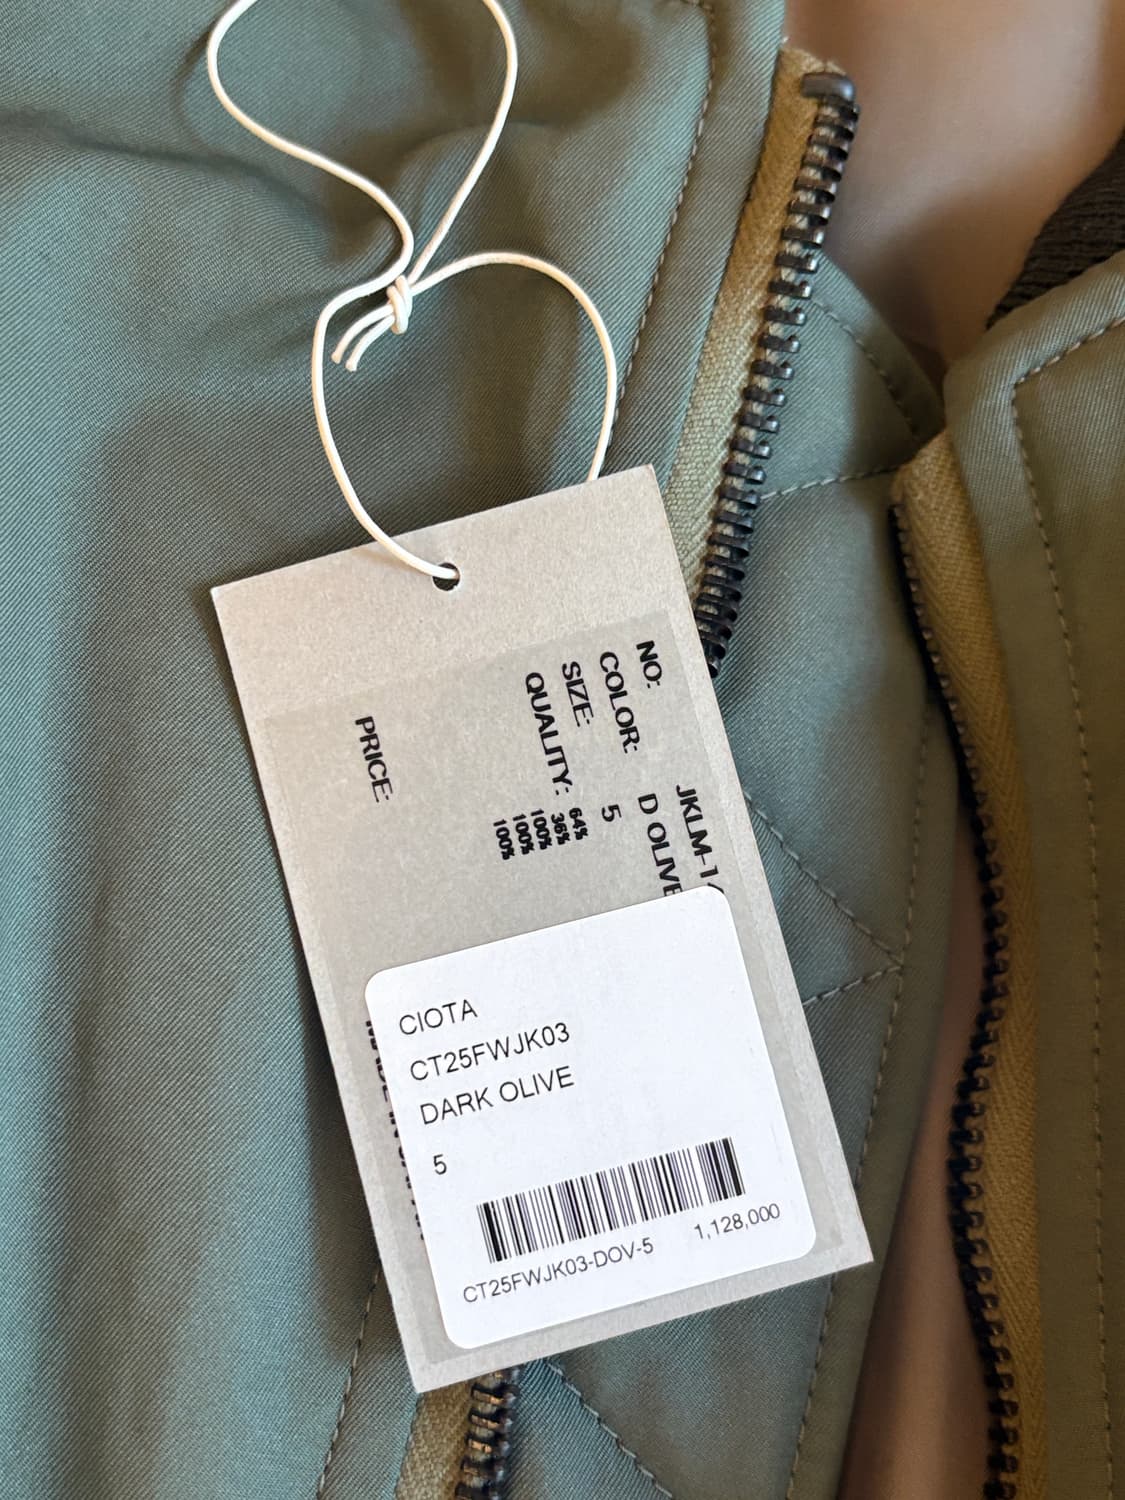 NO: JKLM-1
COLOR: D OLIVE
SIZE: 5
QUALITY: 64%
36%
100%
100%
100%
PRICE:
CIOTA
CT25FWJK03
DARK OLIVE
5
CT25FWJK03-DOV-5 1,128,000